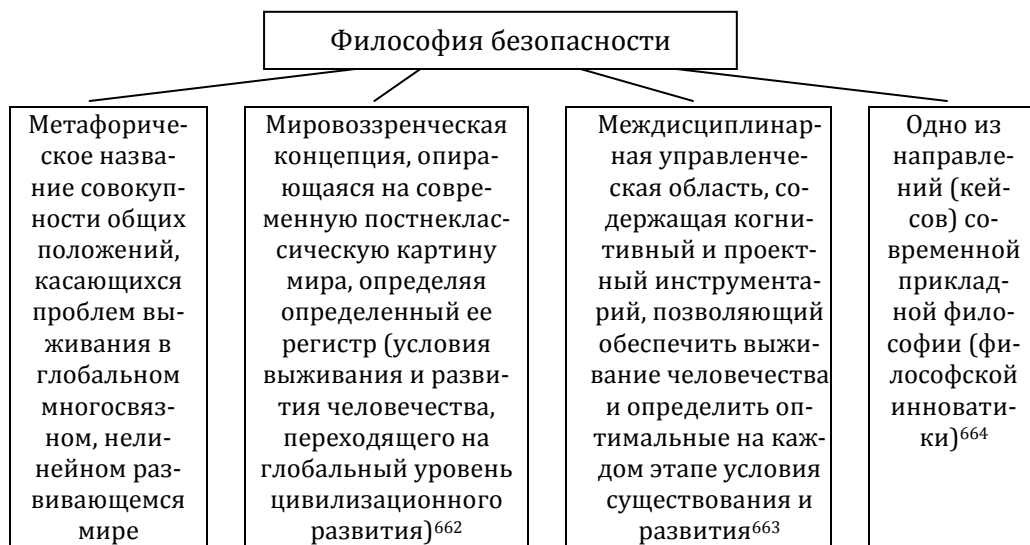 Философия безопасности
Метафориче-
ское назва-
ние совокуп-
ности общих
положений,
касающихся
проблем вы-
живания в
глобальном
многосвяз-
ном, нели-
нейном раз-
вивающемся
мире
Мировоззренческая
концепция, опира-
ющаяся на совре-
менную постнеклас-
сическую картину
мира, определяя
определенный ее
регистр (условия
выживания и разви-
тия человечества,
переходящего на
глобальный уровень
цивилизационного
развития)662
Междисциплинар-
ная управленче-
ская область, со-
держащая когни-
тивный и проект-
ный инструмента-
рий, позволяющий
обеспечить выжи-
вание человечества
и определить оп-
тимальные на каж-
дом этапе условия
существования и
развития663
Одно из
направле-
ний (кей-
сов) со-
временной
приклад-
ной фило-
софии (фи-
лософской
инновати-
ки)664